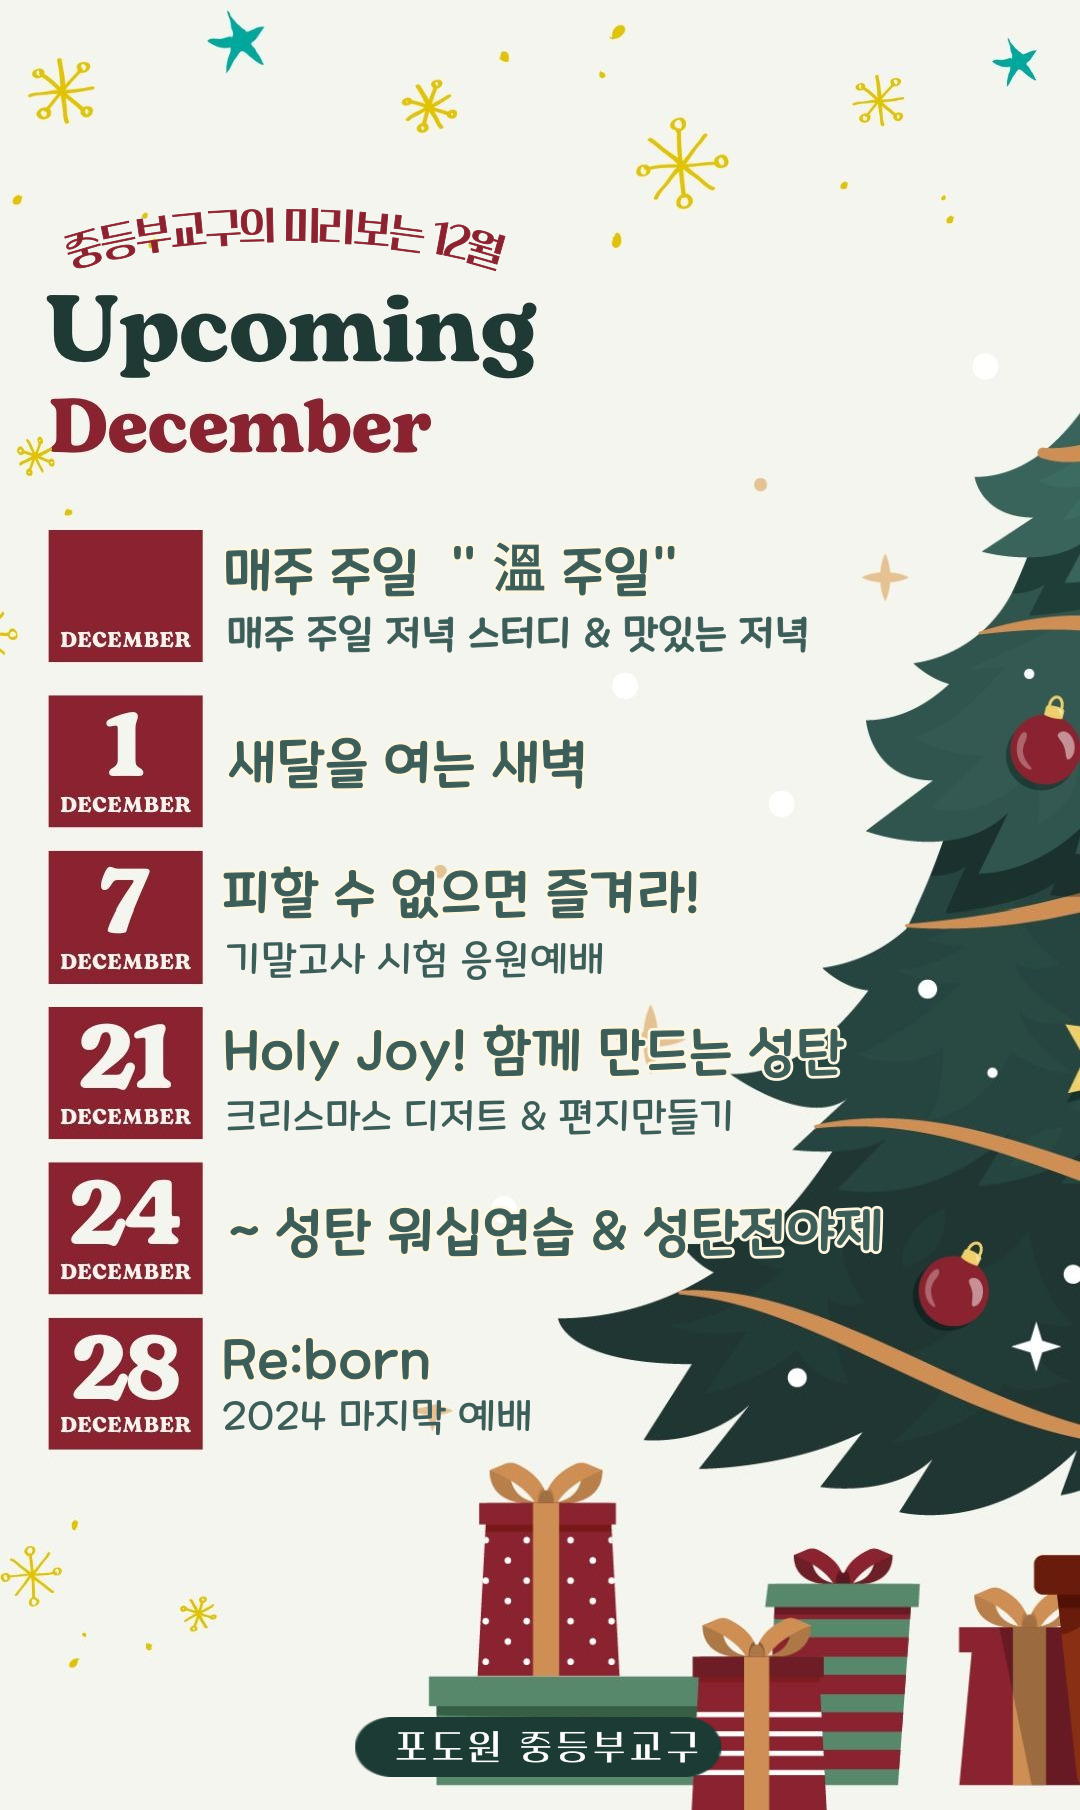 중등부교구의 미리보는 12월
Upcoming
December
DECEMBER
매주 주일 " 溫 주일"
매주 주일 저녁 스터디 & 맛있는 저녁
1
DECEMBER
새달을 여는 새벽
7
DECEMBER
피할 수 없으면 즐겨라!
기말고사 시험 응원예배
21
DECEMBER
Holy Joy! 함께 만드는 성탄
크리스마스 디저트 & 편지만들기
24
DECEMBER
~ 성탄 워십연습 & 성탄전야제
28
DECEMBER
Re:born
2024 마지막 예배
포도원 중등부교구